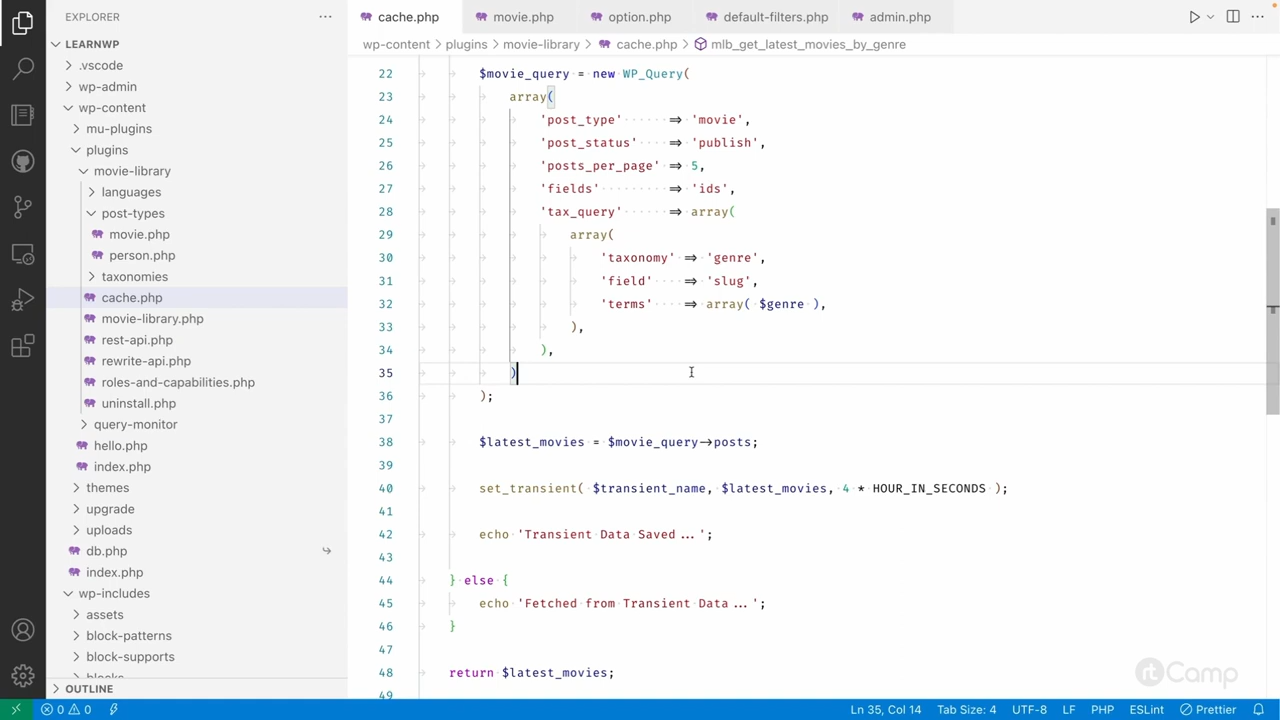 EXPLORER
LEARNWP
.vscode
wp-admin
wp-content
mu-plugins
plugins
movie-library
languages
post-types
movie.php
person.php
taxonomies
cache.php
movie-library.php
rest-api.php
rewrite-api.php
roles-and-capabilities.php
uninstall.php
query-monitor
hello.php
index.php
themes
upgrade
uploads
db.php
index.php
wp-includes
assets
block-patterns
block-supports
blocks
OUTLINE
cache.php movie.php option.php default-filters.php admin.php
wp-content > plugins > movie-library > cache.php > mlb_get_latest_movies_by_genre
22 $movie_query = new WP_Query(
23 array(
24 'post_type' => 'movie',
25 'post_status' => 'publish',
26 'posts_per_page' => 5,
27 'fields' => 'ids',
28 'tax_query' => array(
29 array(
30 'taxonomy' => 'genre',
31 'field' => 'slug',
32 'terms' => array( $genre ),
33 ),
34 ),
35 )
36 );
37
38 $latest_movies = $movie_query->posts;
39
40 set_transient( $transient_name, $latest_movies, 4 * HOUR_IN_SECONDS );
41
42 echo 'Transient Data Saved...';
43
44 } else {
45 echo 'Fetched from Transient Data...';
46 }
47
48 return $latest_movies;
49
rtCamp
0 0 Ln 35, Col 14 Tab Size: 4 UTF-8 LF PHP ESLint Prettier